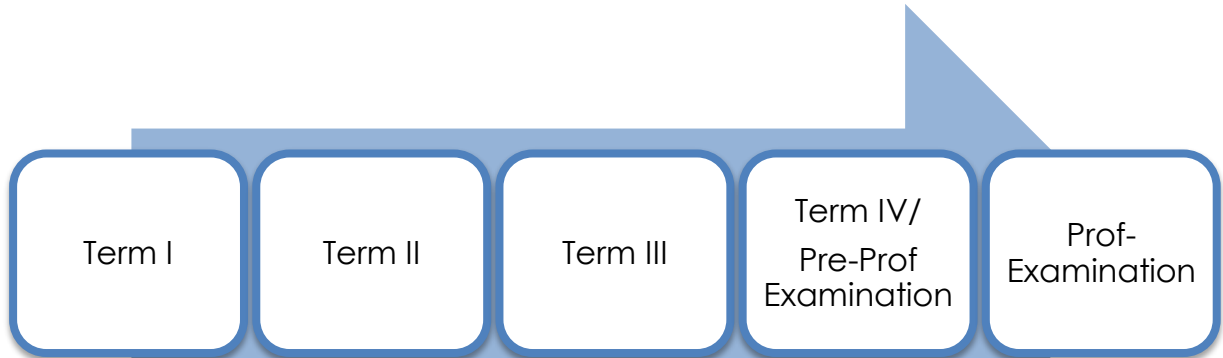 Term I
Term II
Term III
Term IV/
Pre-Prof
Examination
Prof-
Examination